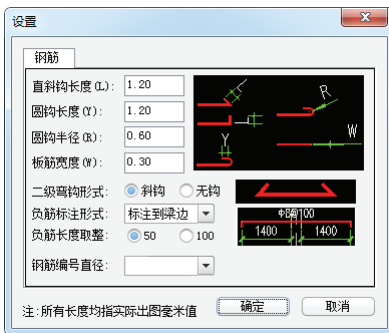 设置
钢筋
直斜钩长度(L): 1.20
圆钩长度(Y): 1.20
圆钩半径(R): 0.60
板筋宽度(W): 0.30
L
R
Y
W
二级弯钩形式: 斜钩 无钩
负筋标注形式: 标注到梁边
负筋长度取整: 50 100
Φ8@100
1400 1400
钢筋编号直径:
注:所有长度均指实际出图毫米值 确定 取消